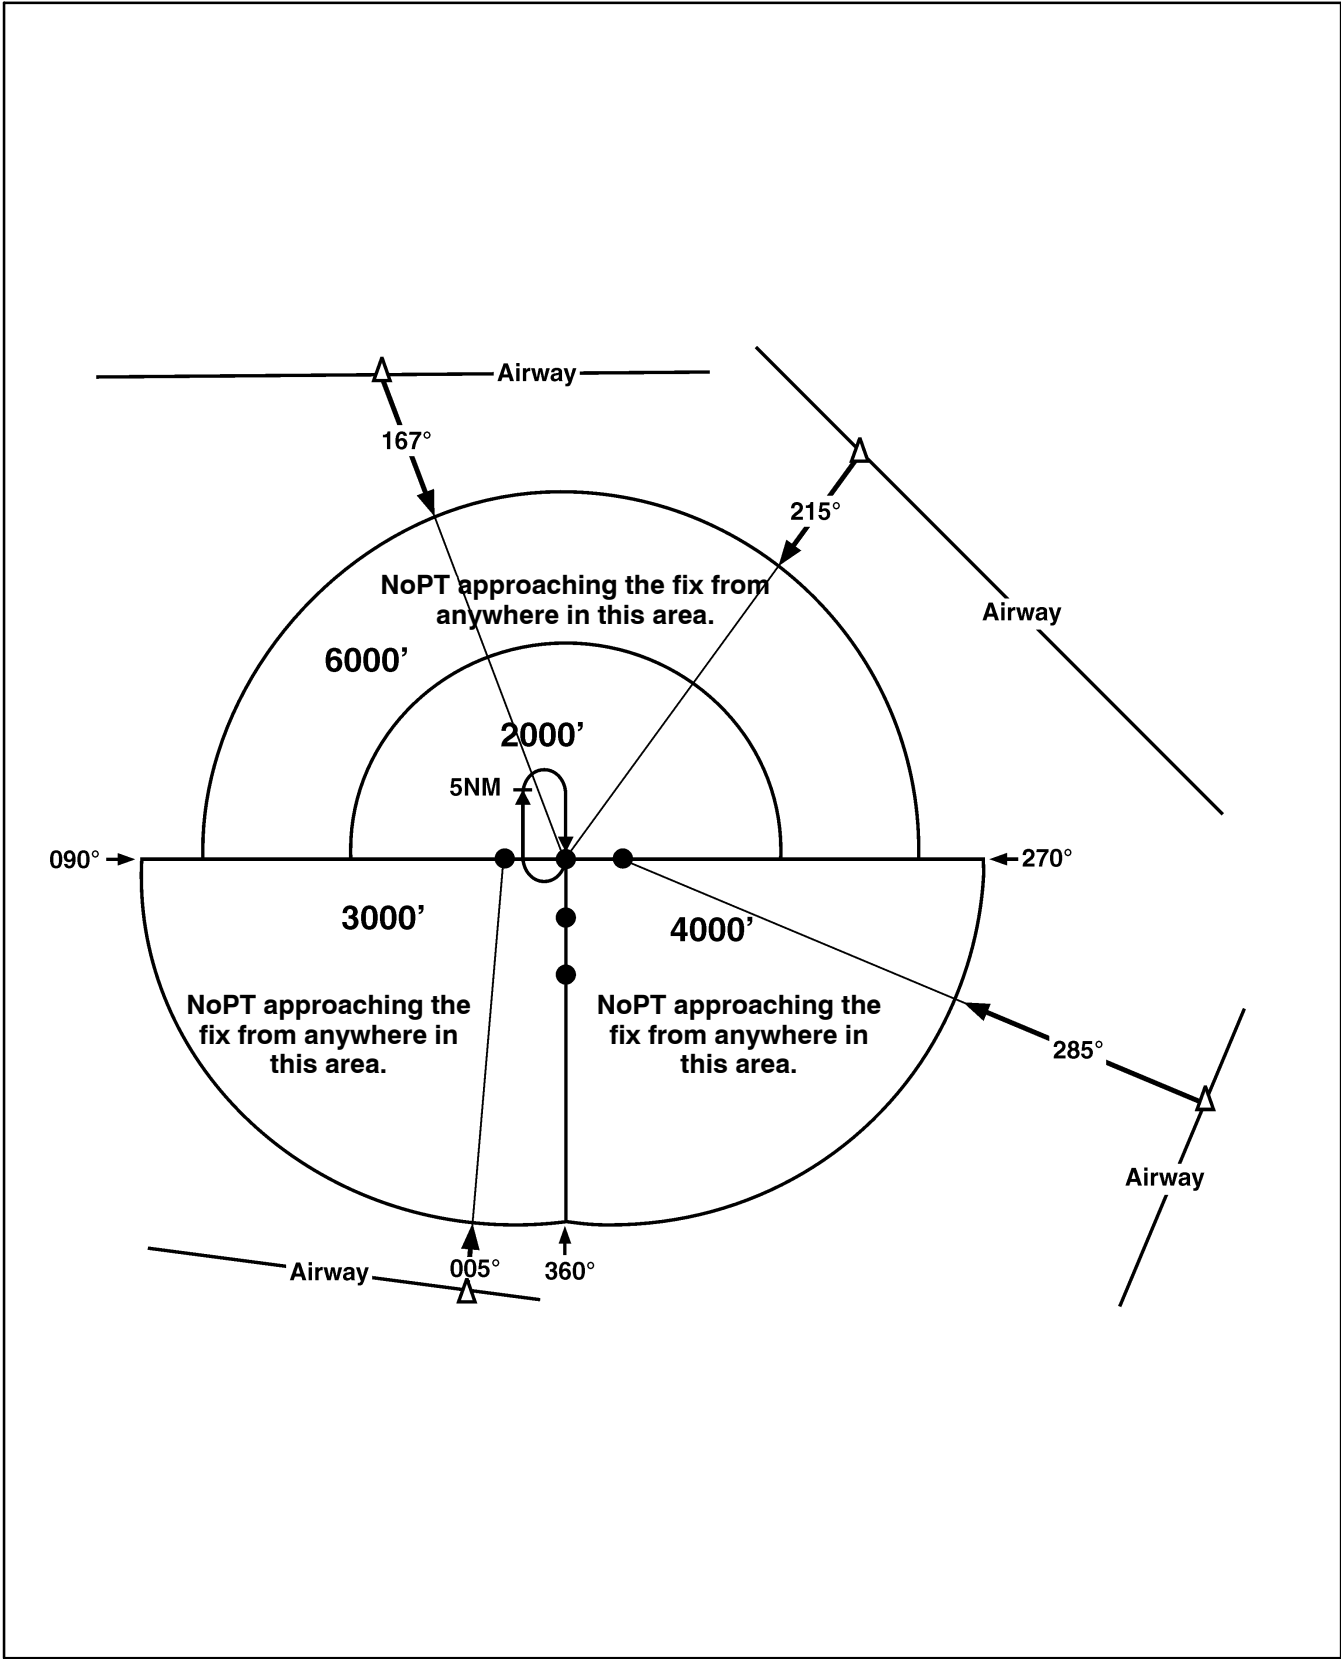 Airway
167°
215°
NoPT approaching the fix from
anywhere in this area.
Airway
6000’
2000’
5NM
090°
270°
3000’
4000’
NoPT approaching the
fix from anywhere in
this area.
NoPT approaching the
fix from anywhere in
this area.
285°
Airway
Airway
005°
360°